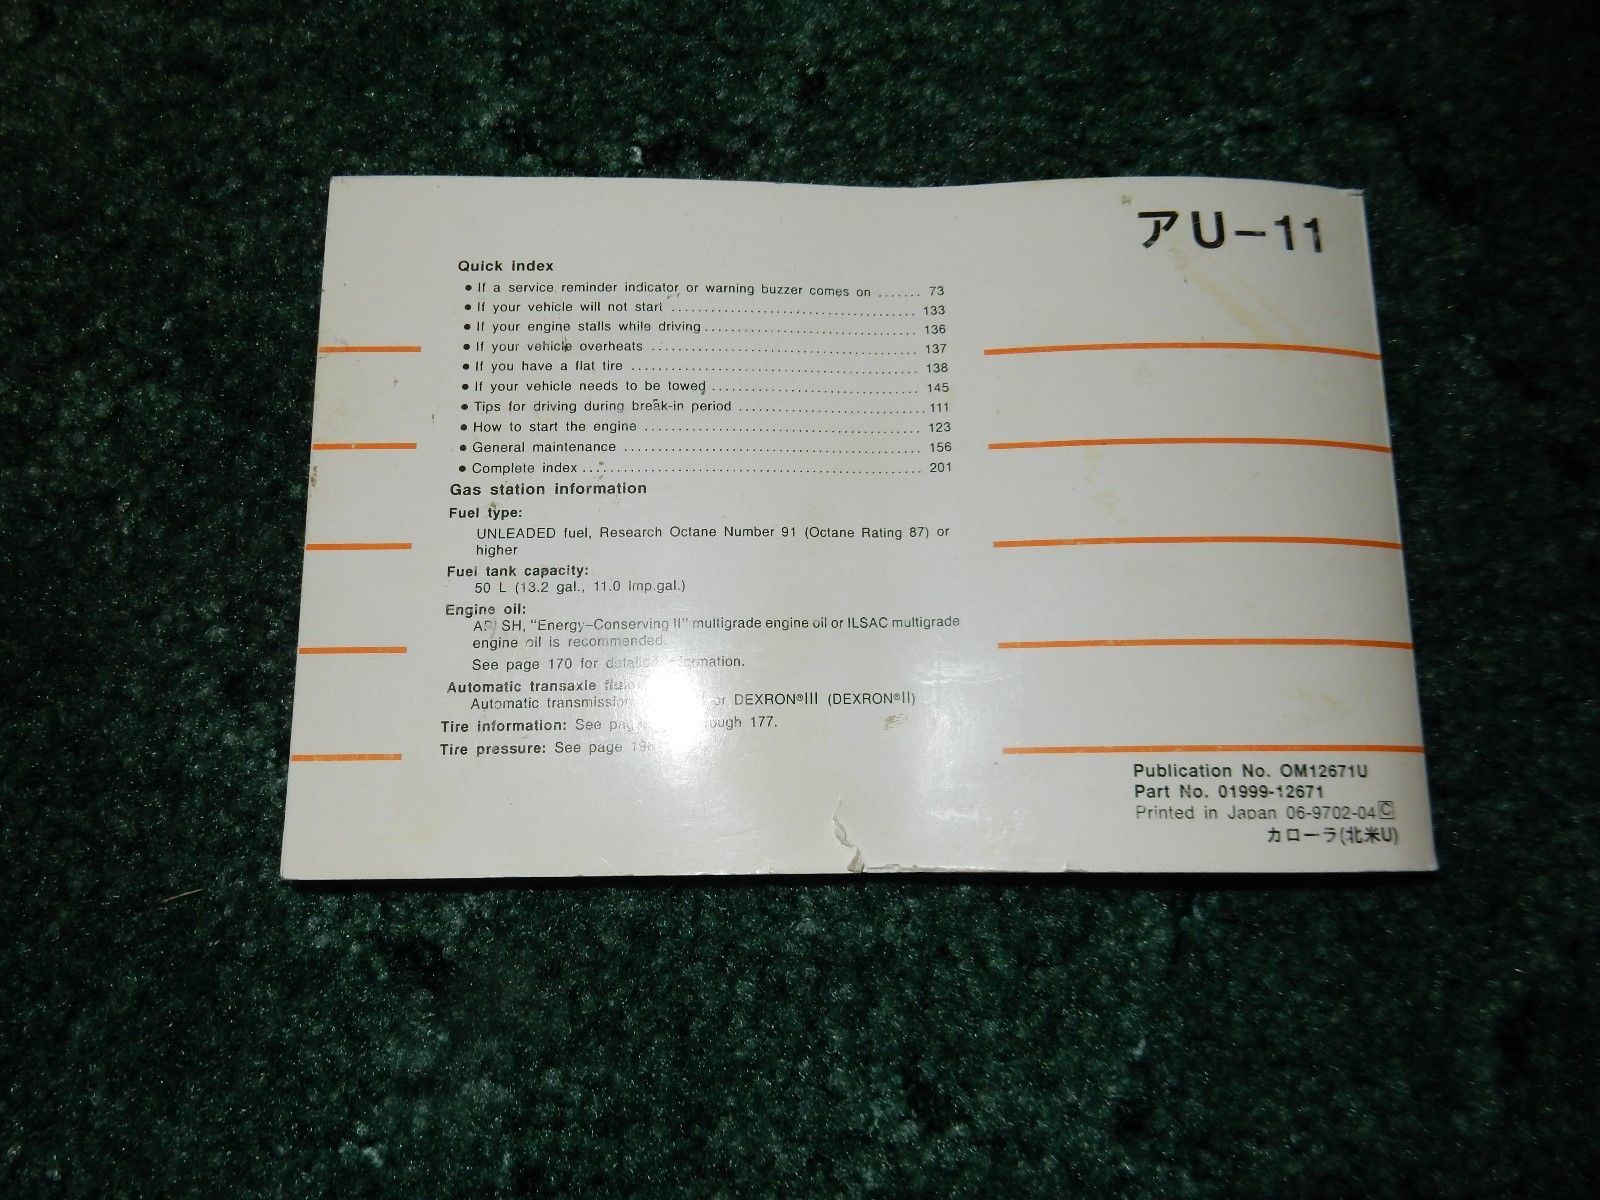 アU-11
Quick index
● If a service reminder indicator or warning buzzer comes on ....... 73
● If your vehicle will not start ..................................... 133
● If your engine stalls while driving ................................ 136
● If your vehicle overheats ........................................ 137
● If you have a flat tire ........................................... 138
● If your vehicle needs to be towed ............................... 145
● Tips for driving during break-in period ............................ 111
● How to start the engine .......................................... 123
● General maintenance ............................................. 156
● Complete index ................................................... 201
Gas station information
Fuel type:
UNLEADED fuel, Research Octane Number 91 (Octane Rating 87) or
higher
Fuel tank capacity:
50 L (13.2 gal., 11.0 Imp.gal.)
Engine oil:
API SH, "Energy-Conserving II" multigrade engine oil or ILSAC multigrade
engine oil is recommended.
See page 170 for detailed information.
Automatic transaxle fluid
Automatic transmission or DEXRON®III (DEXRON®II)
Tire information: See through 177.
Tire pressure: See page
Publication No. OM12671U
Part No. 01999-12671
Printed in Japan 06-9702-04 C
カローラ(北米U)